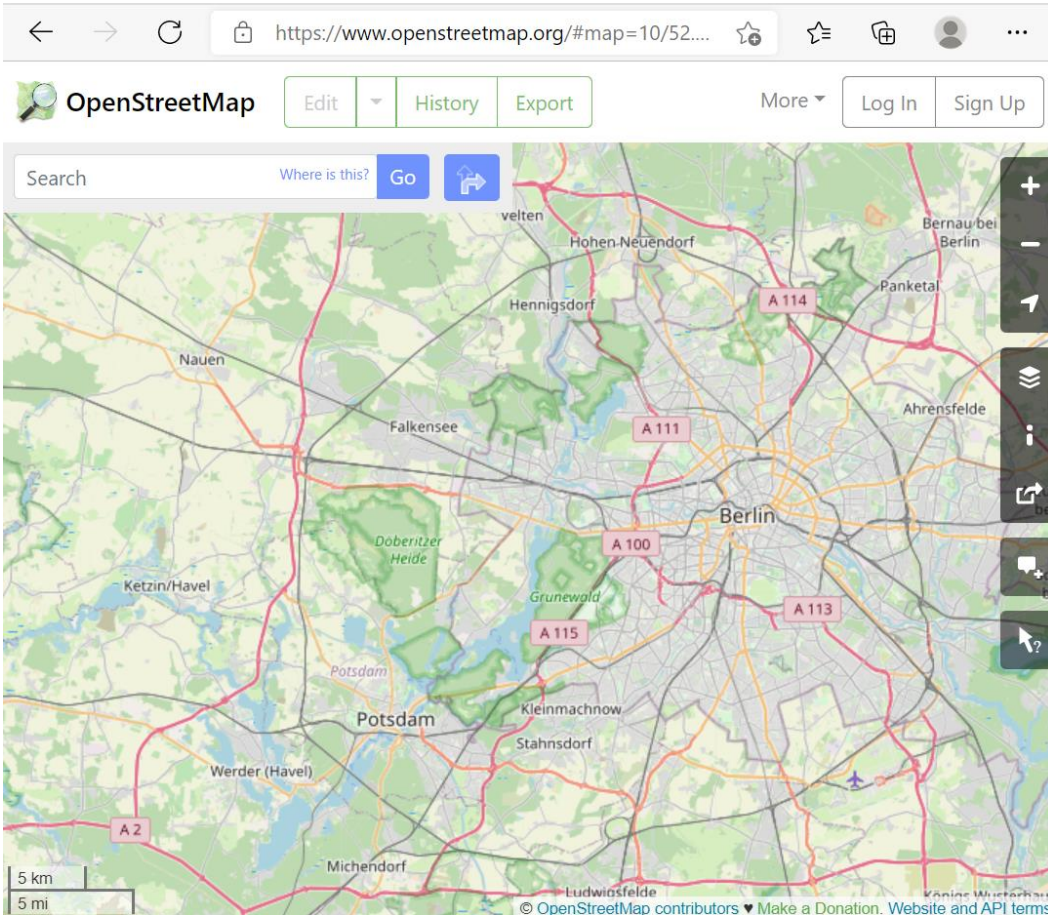 https://www.openstreetmap.org/#map=10/52....
OpenStreetMap Edit History Export More Log In Sign Up
Search Where is this? Go
velten
Bernau bei
Berlin
Hohen Neuendorf
Panketal
A 114
Hennigsdorf
Nauen
Ahrensfelde
Falkensee
A 111
Berlin
Döberitzer
Heide
A 100
Ketzin/Havel
Grunewald
A 113
A 115
Potsdam
Kleinmachnow
Potsdam
Stahnsdorf
Werder (Havel)
A 2
Michendorf
5 km
Ludwigsfelde
5 mi
© OpenStreetMap contributors ♥ Make a Donation. Website and API terms